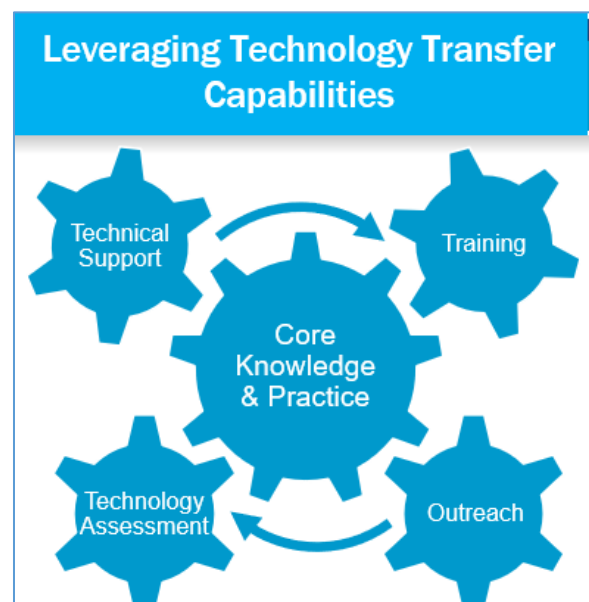 Leveraging Technology Transfer
Capabilities
Technical
Support
Training
Core
Knowledge
& Practice
Technology
Assessment
Outreach